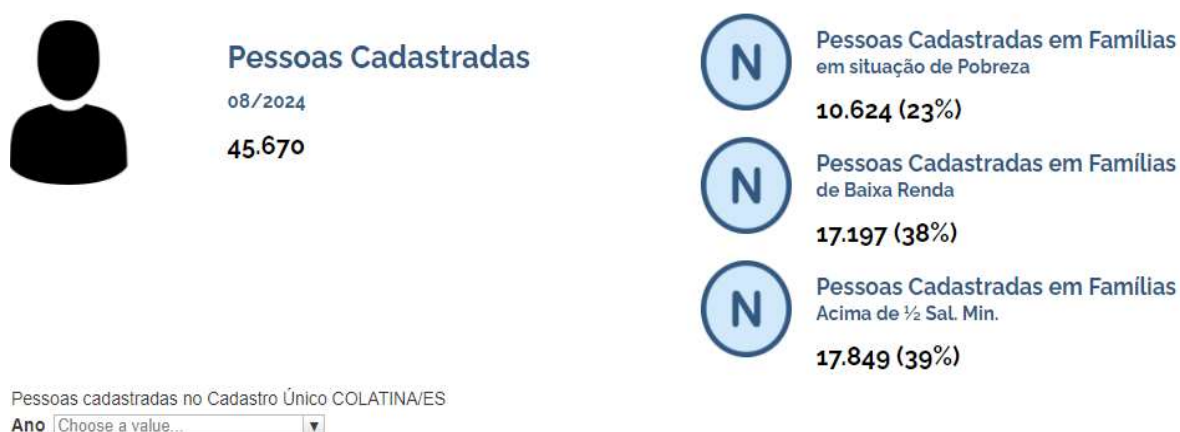 Pessoas Cadastradas
08/2024
45.670
N
Pessoas Cadastradas em Famílias
em situação de Pobreza
10.624 (23%)
N
Pessoas Cadastradas em Famílias
de Baixa Renda
17.197 (38%)
N
Pessoas Cadastradas em Famílias
Acima de ½ Sal. Min.
17.849 (39%)
Pessoas cadastradas no Cadastro Único COLATINA/ES
Ano Choose a value...